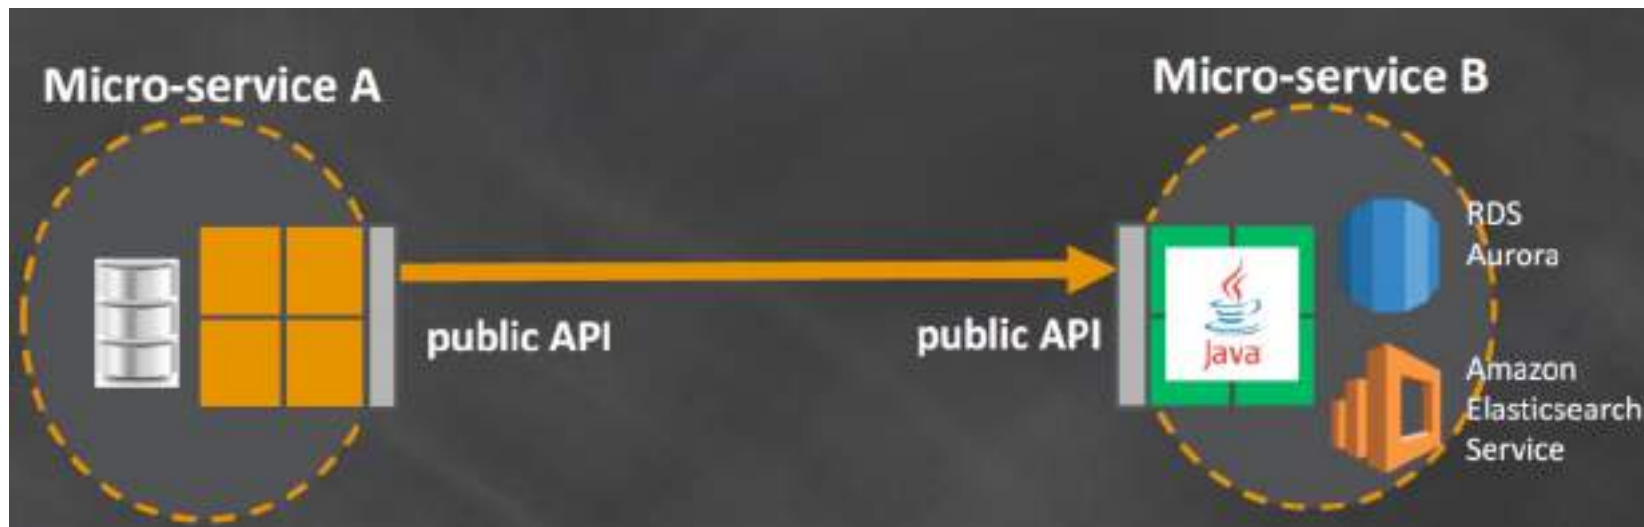 Micro-service A
Micro-service B
public API
public API
Java
RDS
Aurora
Amazon
Elasticsearch
Service